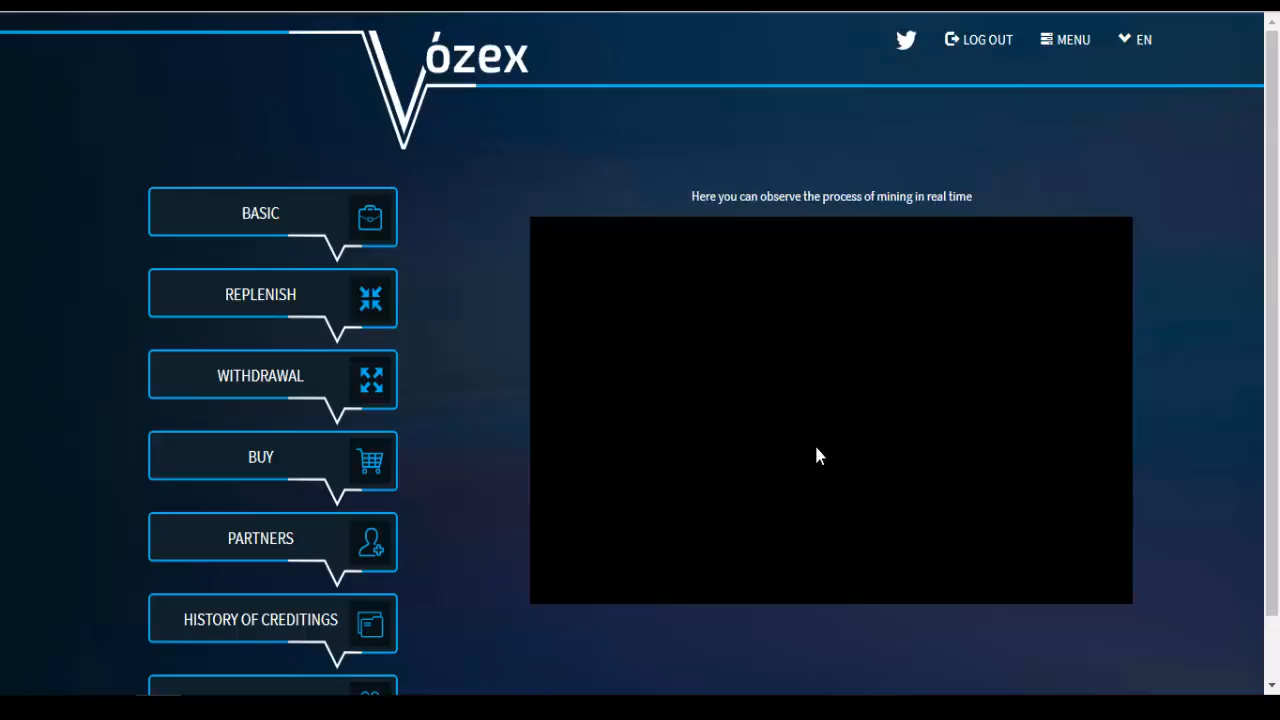 Vózex
LOG OUT
MENU
EN
BASIC
REPLENISH
WITHDRAWAL
BUY
PARTNERS
HISTORY OF CREDITINGS
Here you can observe the process of mining in real time